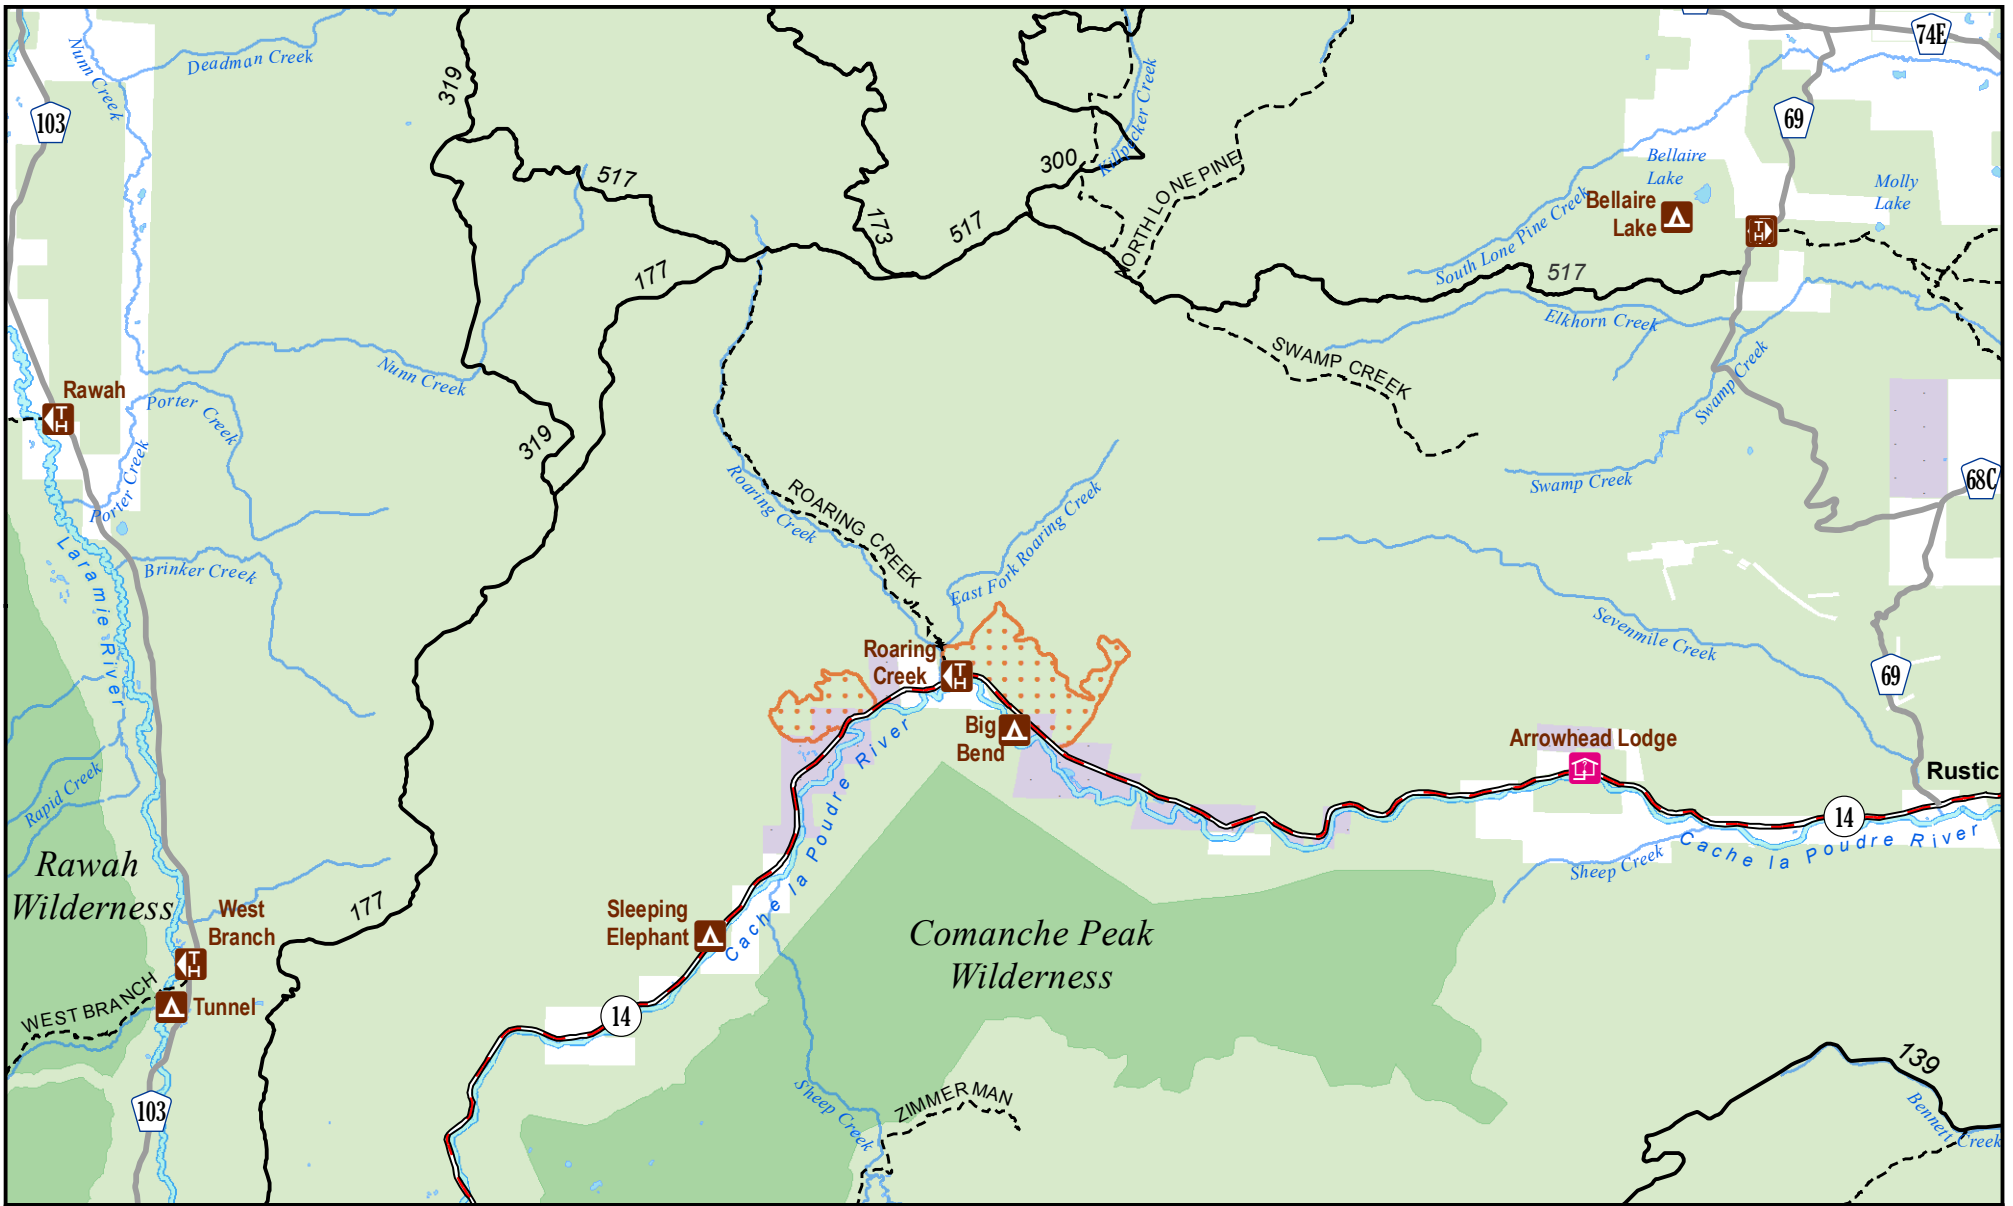 74E
Nunn Creek
Deadman Creek
319
Killpecker Creek
103
69
300
Bellaire
Lake
517
NORTH LONE PINE
Molly
Lake
Bellaire
Lake
173
517
South Lone Pine Creek
TH
177
517
Elkhorn Creek
SWAMP CREEK
Swamp Creek
Nunn Creek
Rawah
TH
Porter Creek
319
Porter Creek
Roaring Creek
ROARING CREEK
East Fork Roaring Creek
Swamp Creek
68C
Laramie River
Brinker Creek
Sevenmile Creek
Roaring
Creek
TH
69
Big
Bend
Arrowhead Lodge
Rustic
Rapid Creek
14
Cache la Poudre River
Cache la Poudre River
Sheep Creek
Rawah
Wilderness
177
West
Branch
TH
Sleeping
Elephant
Comanche Peak
Wilderness
WEST BRANCH
Tunnel
14
139
103
Sheep Creek
ZIMMERMAN
Bennett Creek